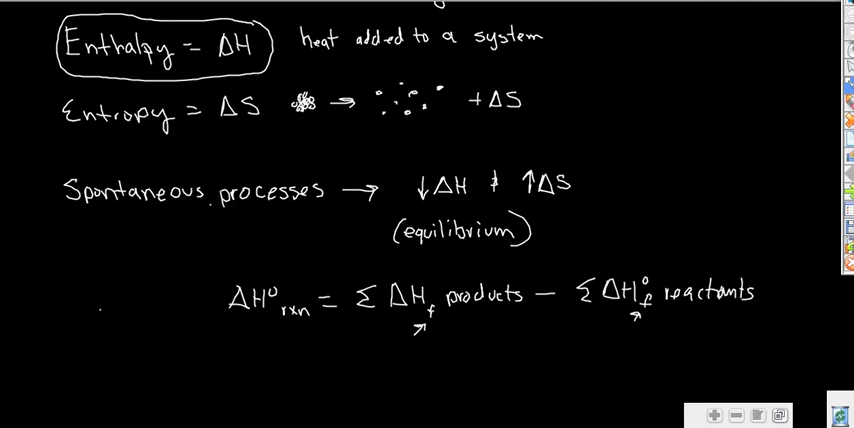 Enthalpy = ΔH heat added to a system
Entropy = ΔS → + ΔS
Spontaneous processes → ↓ΔH & ↑ΔS
(equilibrium)
ΔH°rxn = Σ ΔHf products − Σ ΔH°f reactants